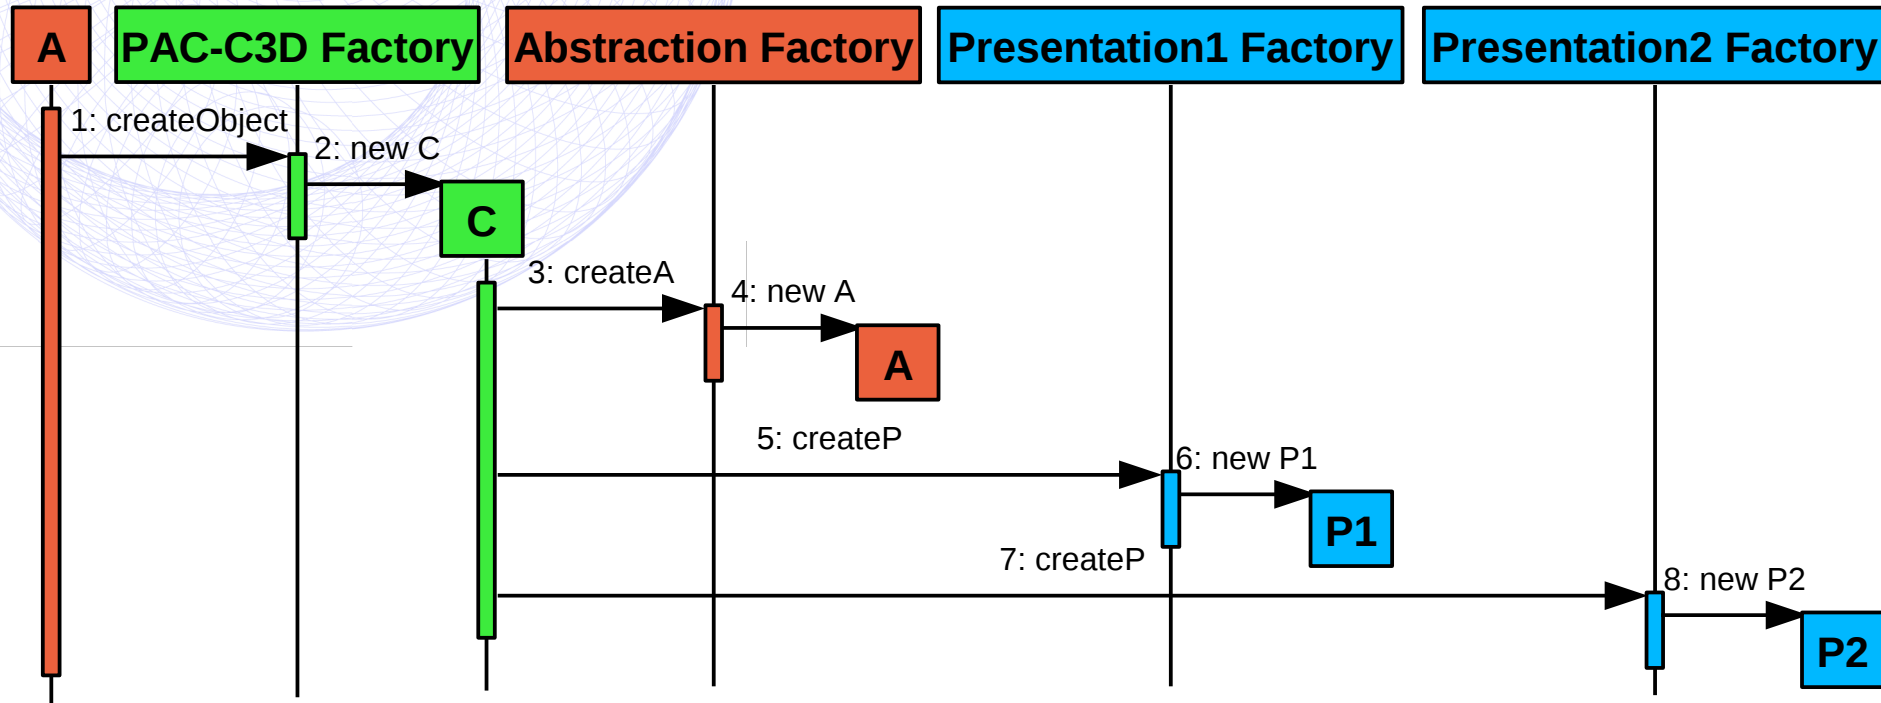 A
PAC-C3D Factory
Abstraction Factory
Presentation1 Factory
Presentation2 Factory
1: createObject
2: new C
C
3: createA
4: new A
A
5: createP
6: new P1
P1
7: createP
8: new P2
P2